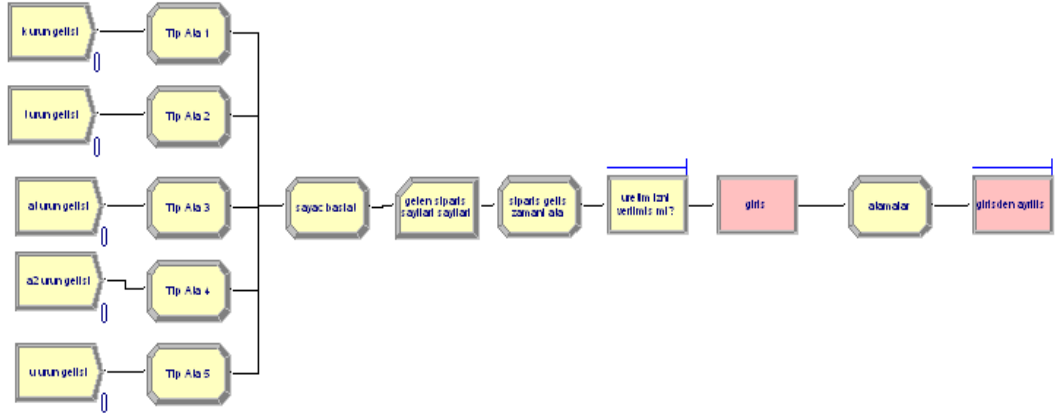 k urun gelisi
Tip Ata 1
l urun gelisi
Tip Ata 2
a1 urun gelisi
Tip Ata 3
a2 urun gelisi
Tip Ata 4
u urun gelisi
Tip Ata 5
sayac baslat
gelen siparis
sayilari sayilari
siparis gelis
zamani ata
uretim izni
verilmis mi ?
giris
atamalar
girisden ayrilis